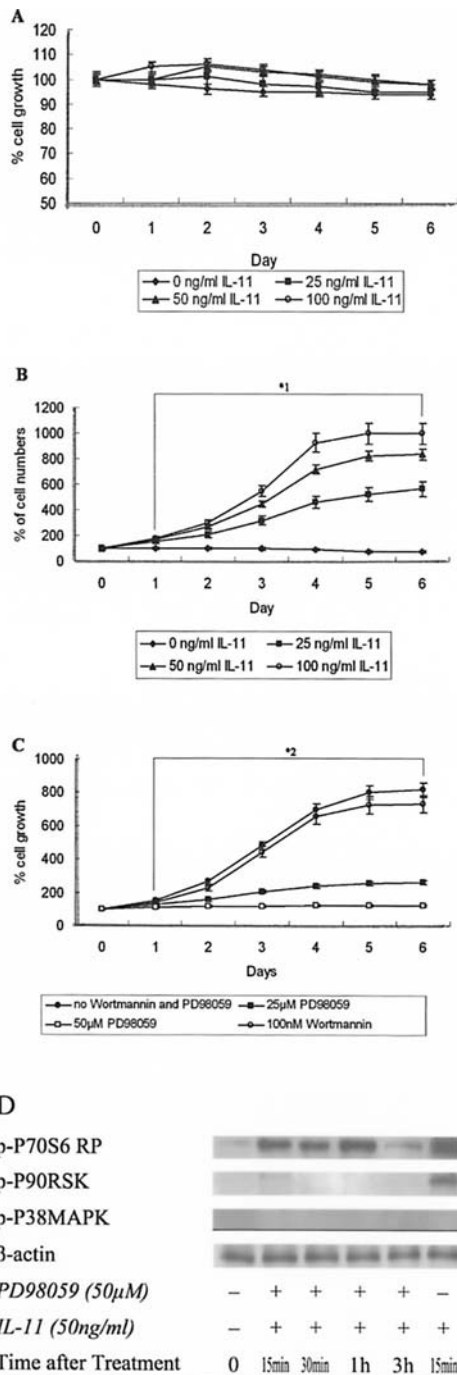 A
% cell growth
120
110
100
90
80
70
60
50
0 1 2 3 4 5 6
Day
0 ng/ml IL-11 25 ng/ml IL-11
50 ng/ml IL-11 100 ng/ml IL-11
B
*1
% of cell numbers
1200
1000
800
600
400
200
0
0 1 2 3 4 5 6
Day
0 ng/ml IL-11 25 ng/ml IL-11
50 ng/ml IL-11 100 ng/ml IL-11
C
*2
% cell growth
1000
800
600
400
200
0
0 1 2 3 4 5 6
Days
no Wortmannin and PD98059 25µM PD98059
50µM PD98059 100nM Wortmannin
D
p-P70S6 RP
p-P90RSK
p-P38MAPK
β-actin
PD98059 (50µM) − + + + + −
IL-11 (50ng/ml) − + + + + +
Time after Treatment 0 15min 30min 1h 3h 15min